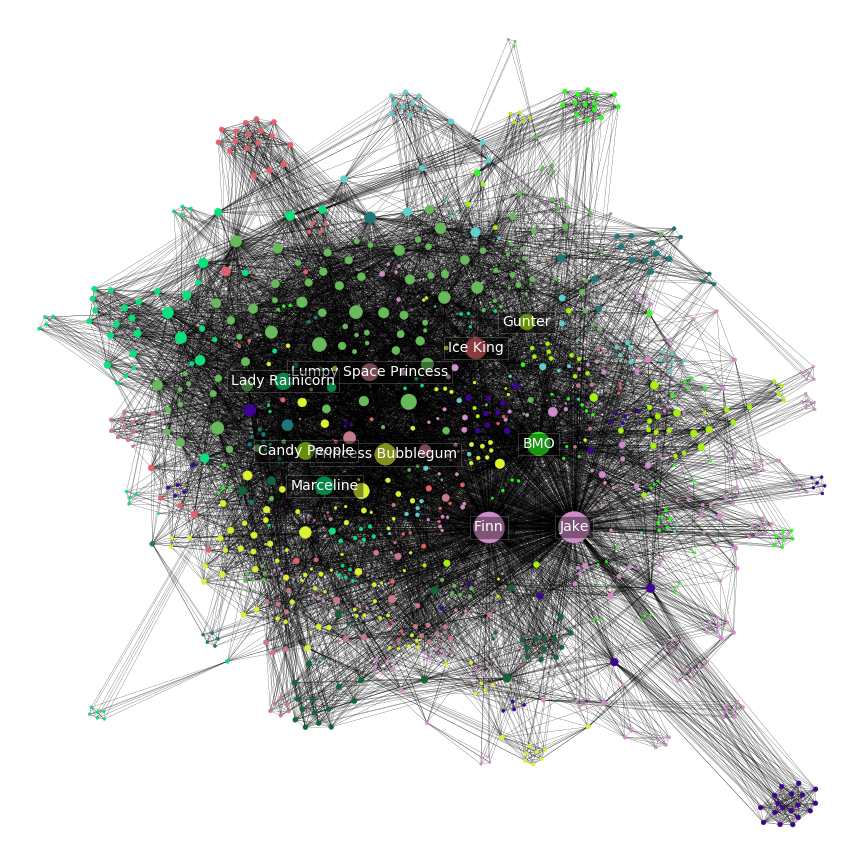 Gunter
Ice King
Lumpy Space Princess
Lady Rainicorn
BMO
Candy People
Princess Bubblegum
Marceline
Finn
Jake